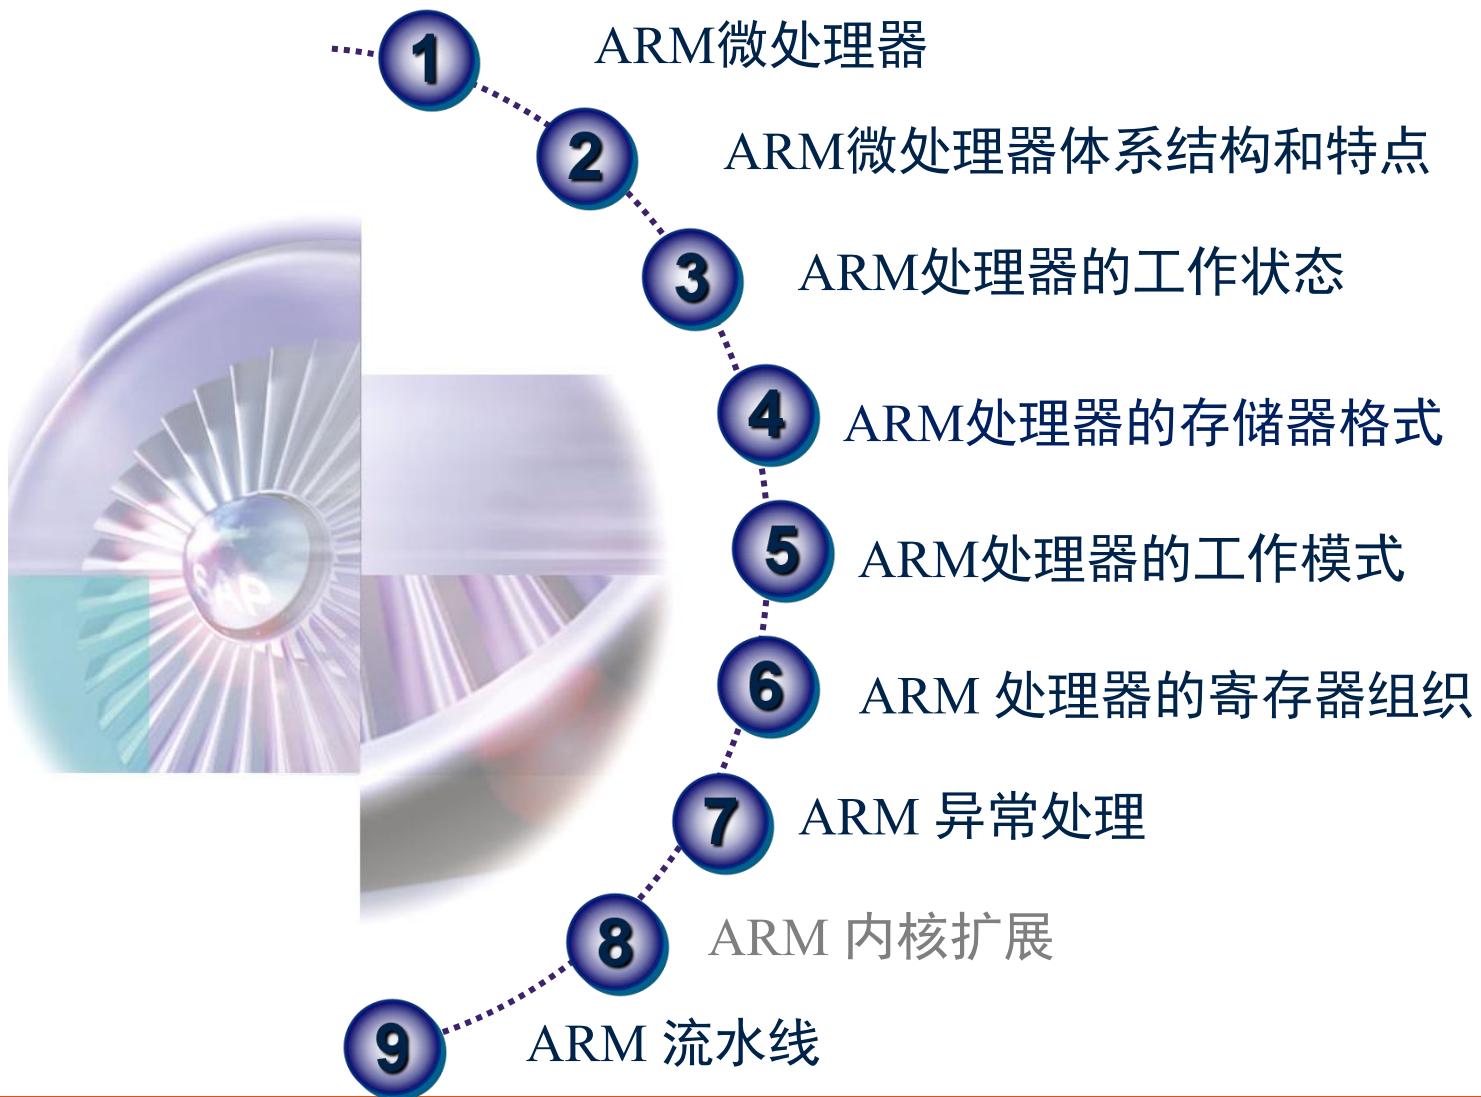 1 ARM微处理器
2 ARM微处理器体系结构和特点
3 ARM处理器的工作状态
4 ARM处理器的存储器格式
5 ARM处理器的工作模式
6 ARM 处理器的寄存器组织
7 ARM 异常处理
8 ARM 内核扩展
9 ARM 流水线
SAP